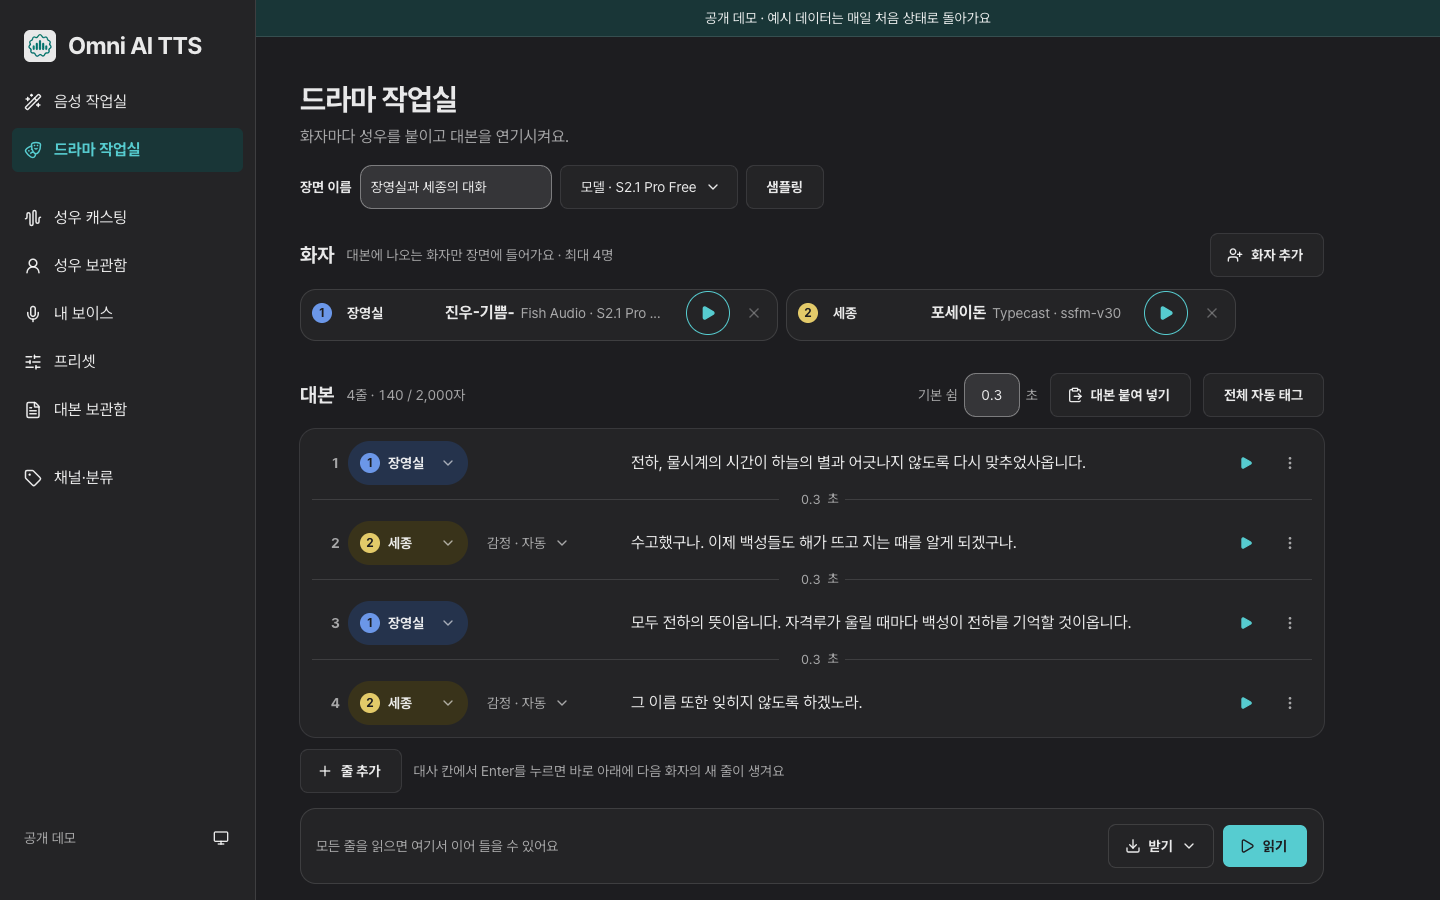 공개 데모 · 예시 데이터는 매일 처음 상태로 돌아가요
Omni AI TTS
음성 작업실
드라마 작업실
성우 캐스팅
성우 보관함
내 보이스
프리셋
대본 보관함
채널·분류
공개 데모
드라마 작업실
화자마다 성우를 붙이고 대본을 연기시켜요.
장면 이름 장영실과 세종의 대화 모델 · S2.1 Pro Free 샘플링
화자 대본에 나오는 화자만 장면에 들어가요 · 최대 4명 화자 추가
1 장영실 진우-기쁨- Fish Audio · S2.1 Pro ... 2 세종 포세이돈 Typecast · ssfm-v30
대본 4줄 · 140 / 2,000자 기본 쉼 0.3 초 대본 붙여 넣기 전체 자동 태그
1 1 장영실 전하, 물시계의 시간이 하늘의 별과 어긋나지 않도록 다시 맞추었사옵니다.
0.3 초
2 2 세종 감정 · 자동 수고했구나. 이제 백성들도 해가 뜨고 지는 때를 알게 되겠구나.
0.3 초
3 1 장영실 모두 전하의 뜻이옵니다. 자격루가 울릴 때마다 백성이 전하를 기억할 것이옵니다.
0.3 초
4 2 세종 감정 · 자동 그 이름 또한 잊히지 않도록 하겠노라.
줄 추가 대사 칸에서 Enter를 누르면 바로 아래에 다음 화자의 새 줄이 생겨요
모든 줄을 읽으면 여기서 이어 들을 수 있어요 받기 읽기